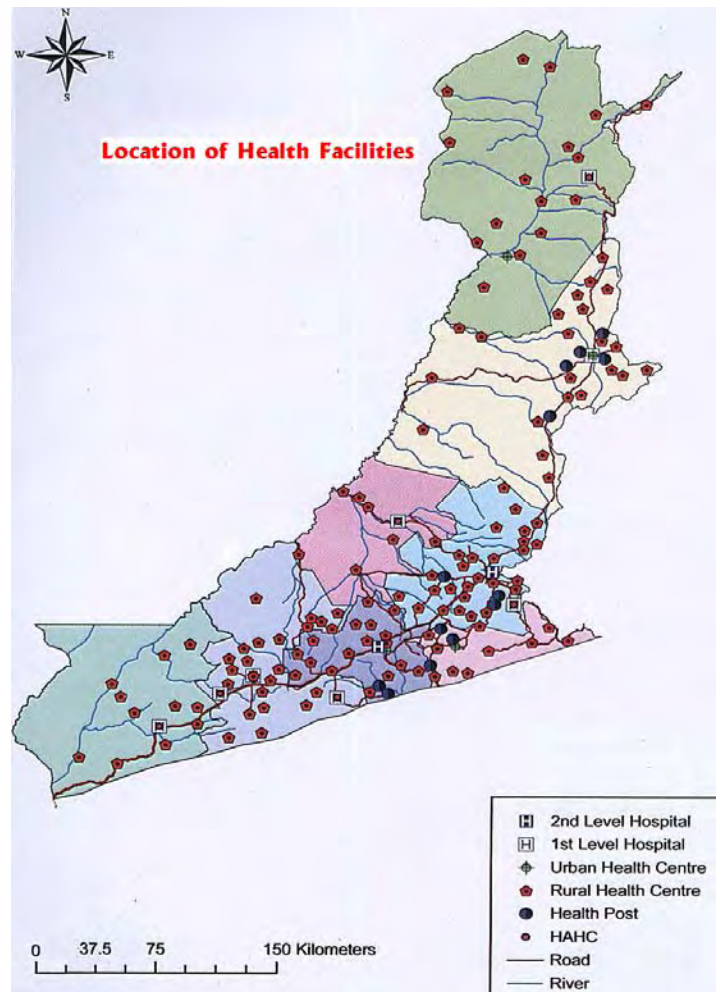 N
W E
S
Location of Health Facilities
2nd Level Hospital
1st Level Hospital
Urban Health Centre
Rural Health Centre
Health Post
HAHC
Road
River
0 37.5 75 150 Kilometers